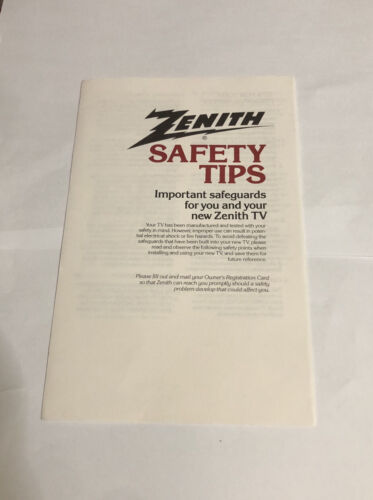 ZENITH
®
SAFETY
TIPS
Important safeguards
for you and your
new Zenith TV
Your TV has been manufactured and tested with your
safety in mind. However, improper use can result in poten-
tial electrical shock or fire hazards. To avoid defeating the
safeguards that have been built into your new TV, please
read and observe the following safety points when
installing and using your new TV, and save them for
future reference.
Please fill out and mail your Owner's Registration Card
so that Zenith can reach you promptly should a safety
problem develop that could affect you.